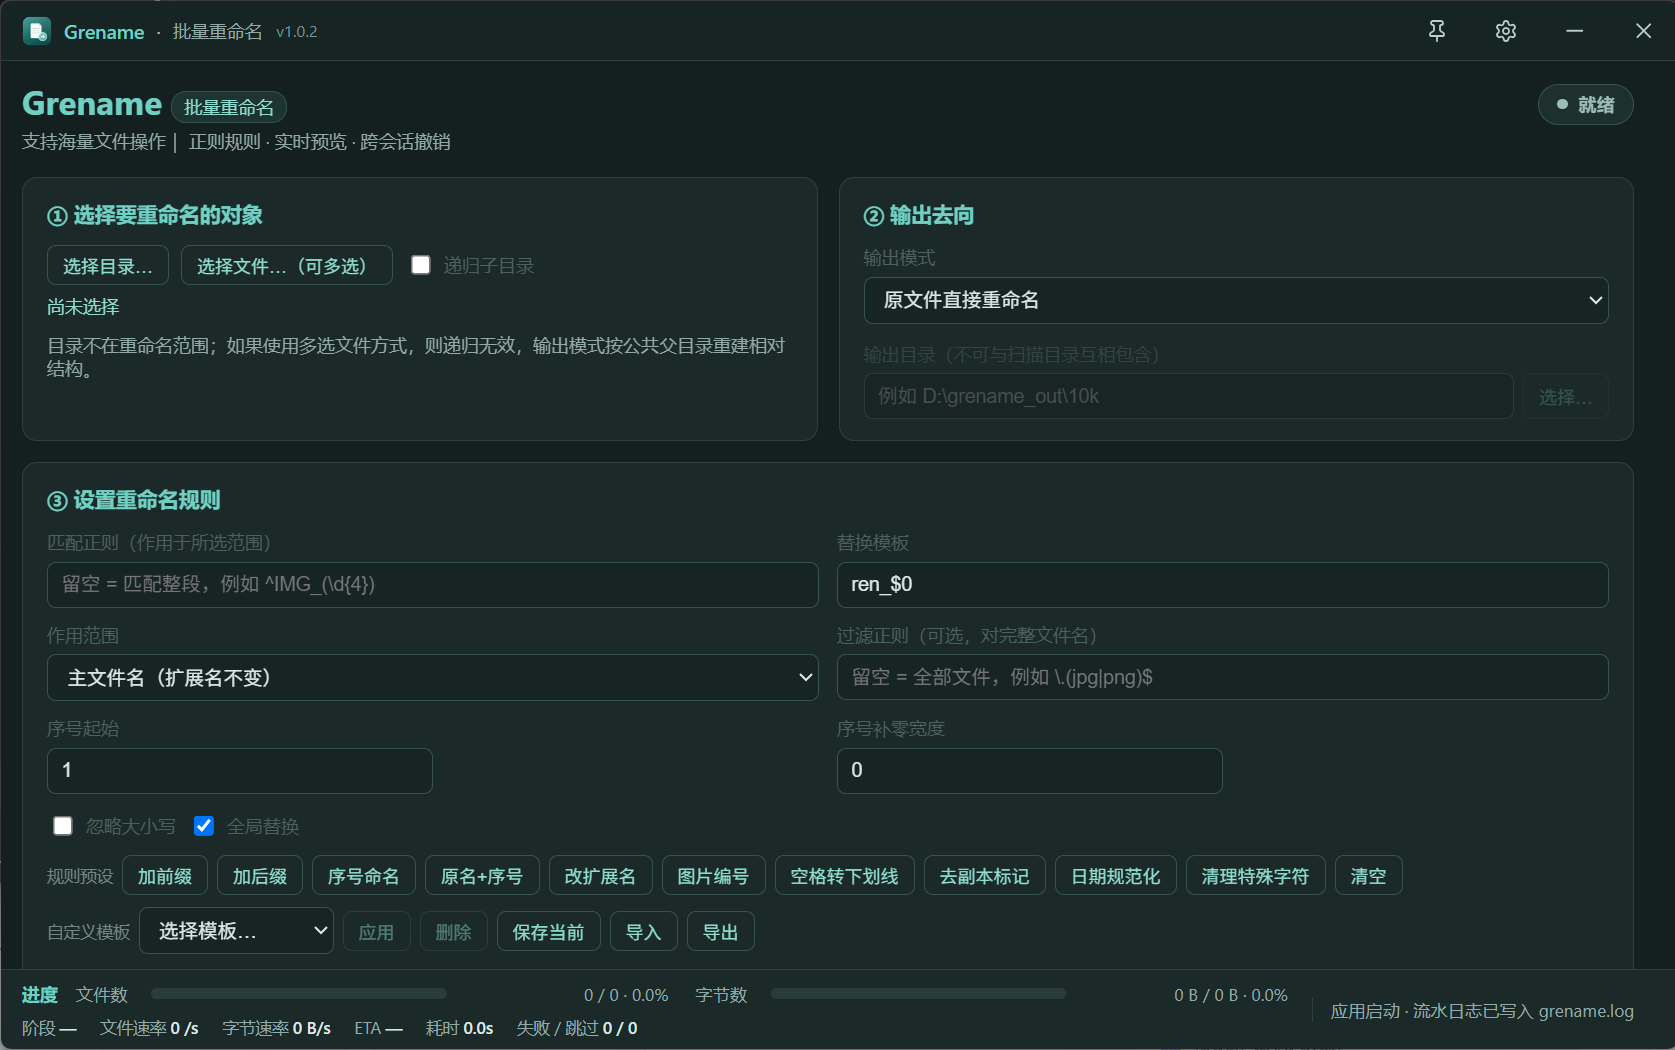 Grename · 批量重命名 v1.0.2
Grename 批量重命名
就绪
支持海量文件操作 | 正则规则 · 实时预览 · 跨会话撤销
① 选择要重命名的对象
选择目录... 选择文件...（可多选） 递归子目录
尚未选择
目录不在重命名范围；如果使用多选文件方式，则递归无效，输出模式按公共父目录重建相对
结构。
② 输出去向
输出模式
原文件直接重命名
输出目录（不可与扫描目录互相包含）
例如 D:\grename_out\10k 选择...
③ 设置重命名规则
匹配正则（作用于所选范围） 替换模板
留空 = 匹配整段，例如 ^IMG_(\d{4}) ren_$0
作用范围 过滤正则（可选，对完整文件名）
主文件名（扩展名不变） 留空 = 全部文件，例如 \.(jpg|png)$
序号起始 序号补零宽度
1 0
忽略大小写 全局替换
规则预设 加前缀 加后缀 序号命名 原名+序号 改扩展名 图片编号 空格转下划线 去副本标记 日期规范化 清理特殊字符 清空
自定义模板 选择模板... 应用 删除 保存当前 导入 导出
进度 文件数 0 / 0 · 0.0% 字节数 0 B / 0 B · 0.0%
阶段 — 文件速率 0 /s 字节速率 0 B/s ETA — 耗时 0.0s 失败 / 跳过 0 / 0
应用启动 · 流水日志已写入 grename.log